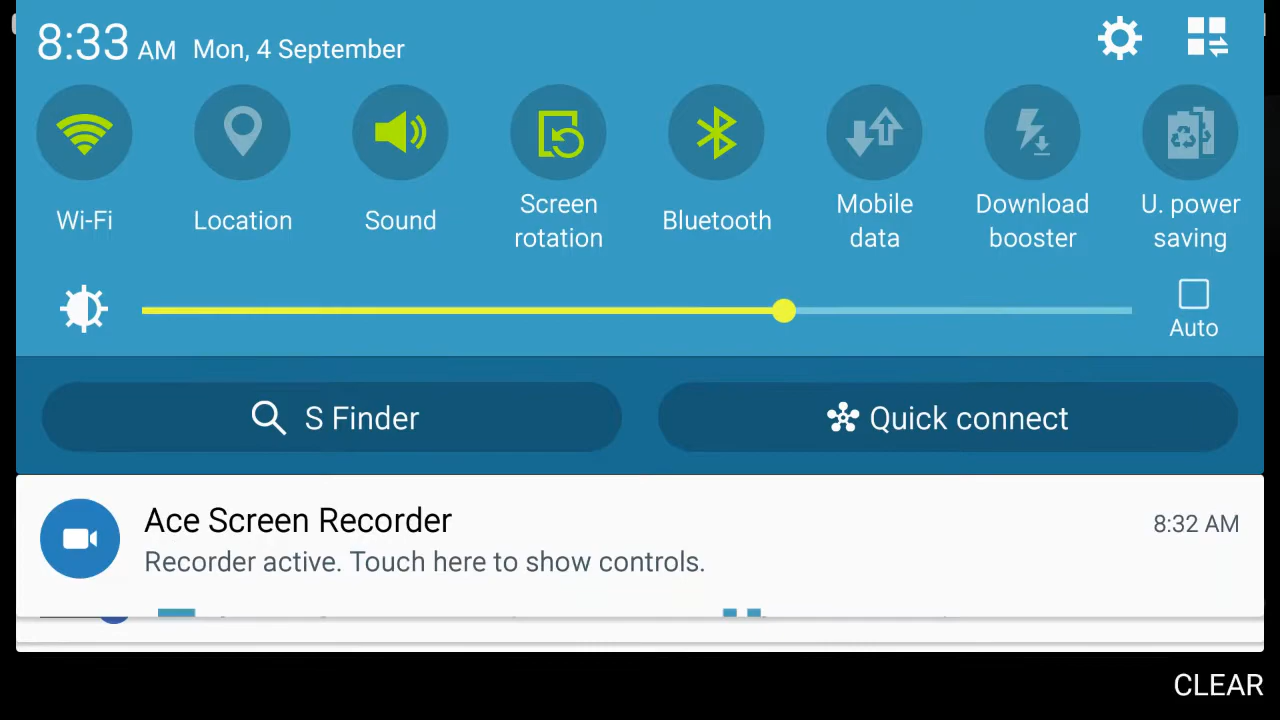 8:33 AM Mon, 4 September
Wi-Fi
Location
Sound
Screen
rotation
Bluetooth
Mobile
data
Download
booster
U. power
saving
Auto
S Finder
Quick connect
Ace Screen Recorder
8:32 AM
Recorder active. Touch here to show controls.
CLEAR